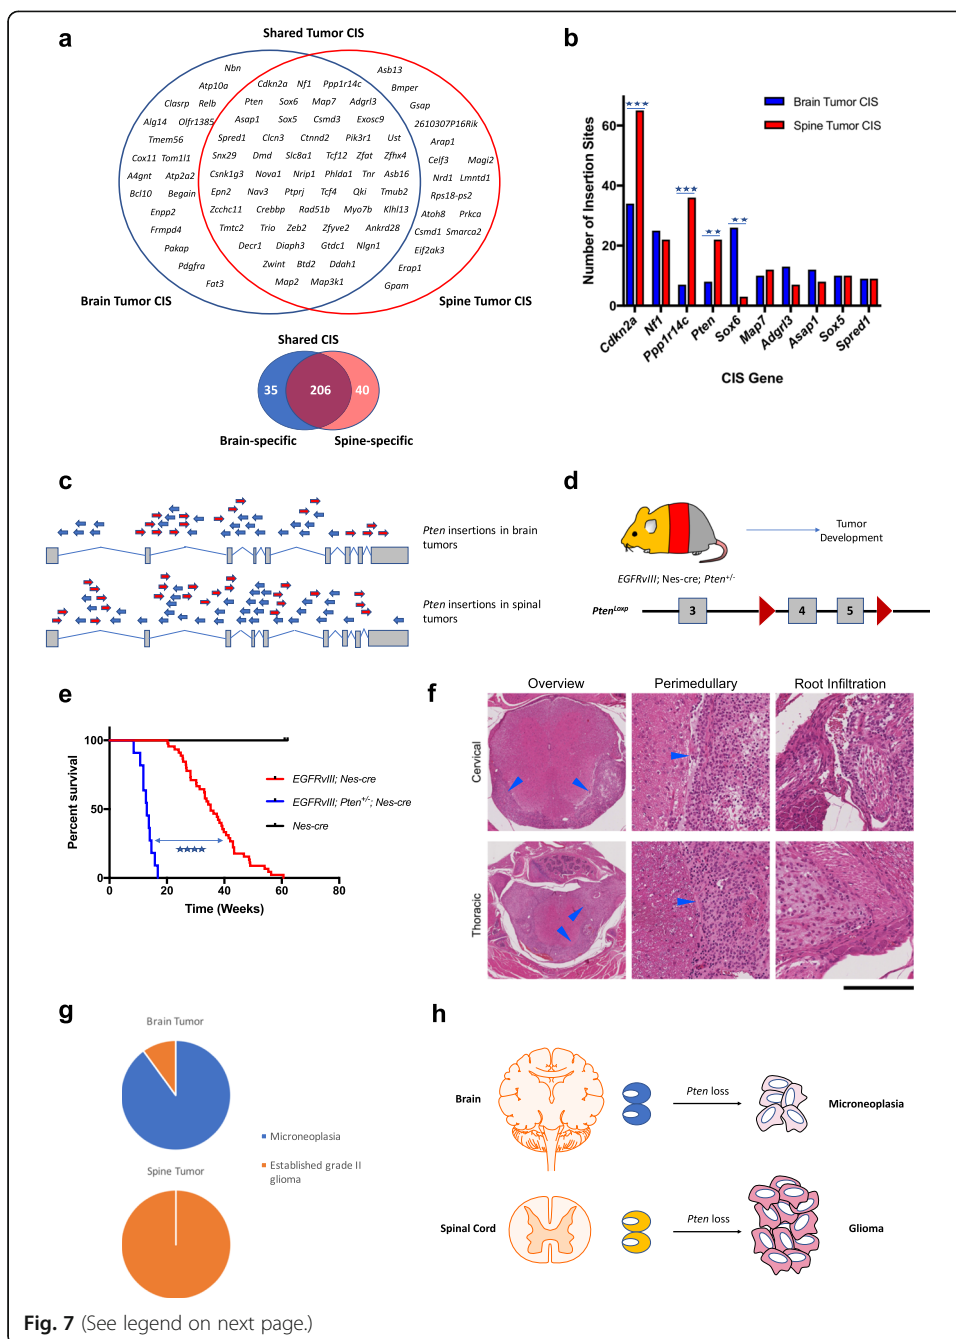 a
Shared Tumor CIS
Nbn
Atp10a
Clasrp Relb
Alg14 Olfr1385
Tmem56
Cox11 Tom1l1
A4gnt Atp2a2
Bcl10 Begain
Enpp2
Frmpd4
Pakap
Pdgfra
Fat3
Cdkn2a Nf1 Ppp1r14c
Pten Sox6 Map7 Adgrl3
Asap1 Sox5 Csmd3 Exosc9
Spred1 Clcn3 Ctnnd2 Pik3r1 Ust
Snx29 Dmd Slc8a1 Tcf12 Zfat Zfhx4
Csnk1g3 Nova1 Nrip1 Phlda1 Tnr Asb16
Epn2 Nav3 Ptprj Tcf4 Qki Tmub2
Zcchc11 Crebbp Rad51b Myo7b Klhl13
Tmtc2 Trio Zeb2 Zfyve2 Ankrd28
Decr1 Diaph3 Gtdc1 Nlgn1
Zwint Btd2 Ddah1
Map2 Map3k1
Asb13
Bmper
Gsap
2610307P16Rik
Arap1
Celf3 Magi2
Nrd1 Lmntd1
Rps18-ps2
Atoh8 Prkca
Csmd1 Smarca2
Eif2ak3
Erap1
Gpam
Brain Tumor CIS
Spine Tumor CIS
Shared CIS
35
206
40
Brain-specific
Spine-specific
b
Number of Insertion Sites
60
40
20
0
★★★
★★★
★★
★★
Brain Tumor CIS
Spine Tumor CIS
Cdkn2a
Nf1
Ppp1r14c
Pten
Sox6
Map7
Adgrl3
Asap1
Sox5
Spred1
CIS Gene
c
Pten insertions in brain
tumors
Pten insertions in spinal
tumors
d
Tumor
Development
EGFRvIII; Nes-cre; Pten+/-
PtenLoxp
3
4
5
e
Percent survival
100
50
0
0
20
40
60
80
Time (Weeks)
★★★★
EGFRvIII; Nes-cre
EGFRvIII; Pten+/-; Nes-cre
Nes-cre
f
Overview
Perimedullary
Root Infiltration
Cervical
Thoracic
g
Brain Tumor
Microneoplasia
Established grade II
glioma
Spine Tumor
h
Brain
Pten loss
Microneoplasia
Spinal Cord
Pten loss
Glioma
Fig. 7 (See legend on next page.)